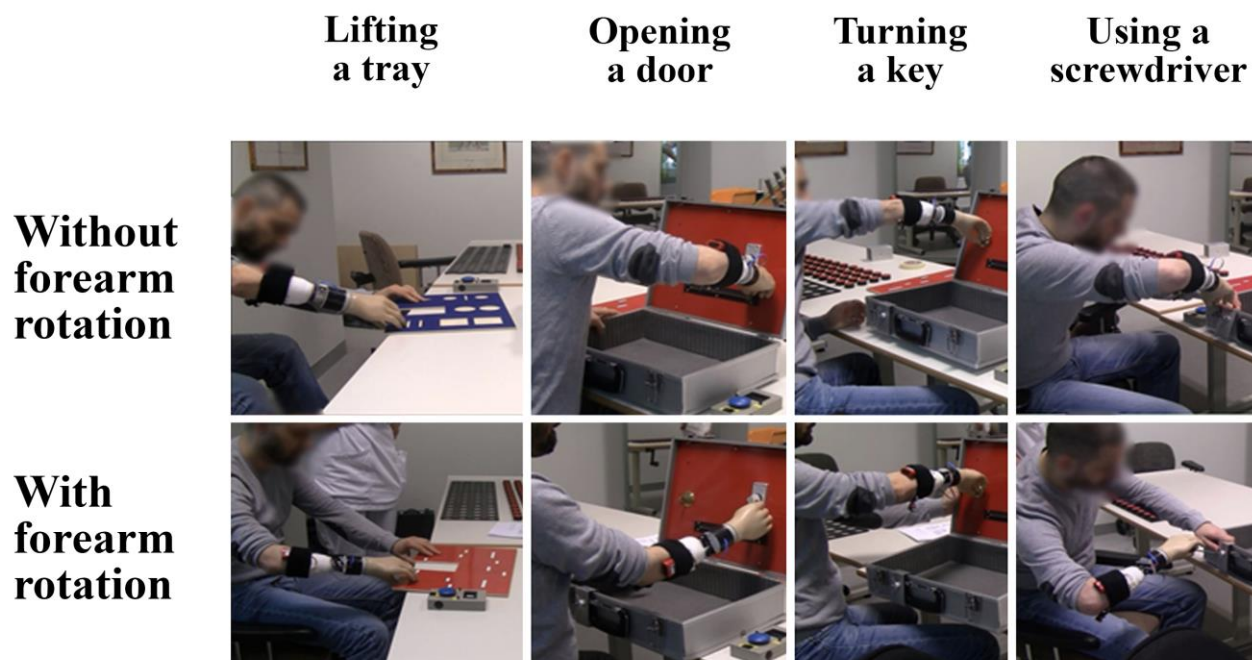 Lifting
a tray
Opening
a door
Turning
a key
Using a
screwdriver
Without
forearm
rotation
With
forearm
rotation